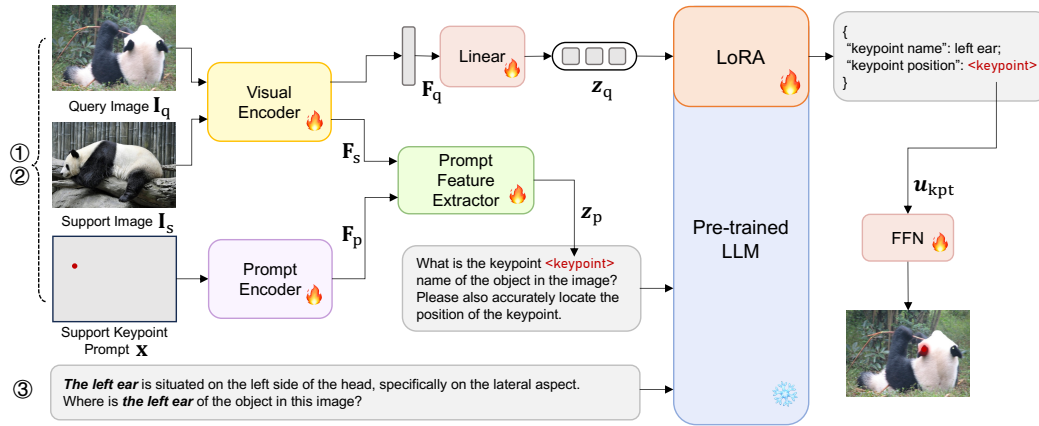 ①
②
Query Image I_q
Support Image I_s
Support Keypoint
Prompt x
Visual
Encoder
Prompt
Encoder
F_q
Linear
z_q
F_s
F_p
Prompt
Feature
Extractor
z_p
What is the keypoint <keypoint>
name of the object in the image?
Please also accurately locate the
position of the keypoint.
③
The left ear is situated on the left side of the head, specifically on the lateral aspect.
Where is the left ear of the object in this image?
LoRA
Pre-trained
LLM
{
“keypoint name”: left ear;
“keypoint position”: <keypoint>
}
u_kpt
FFN